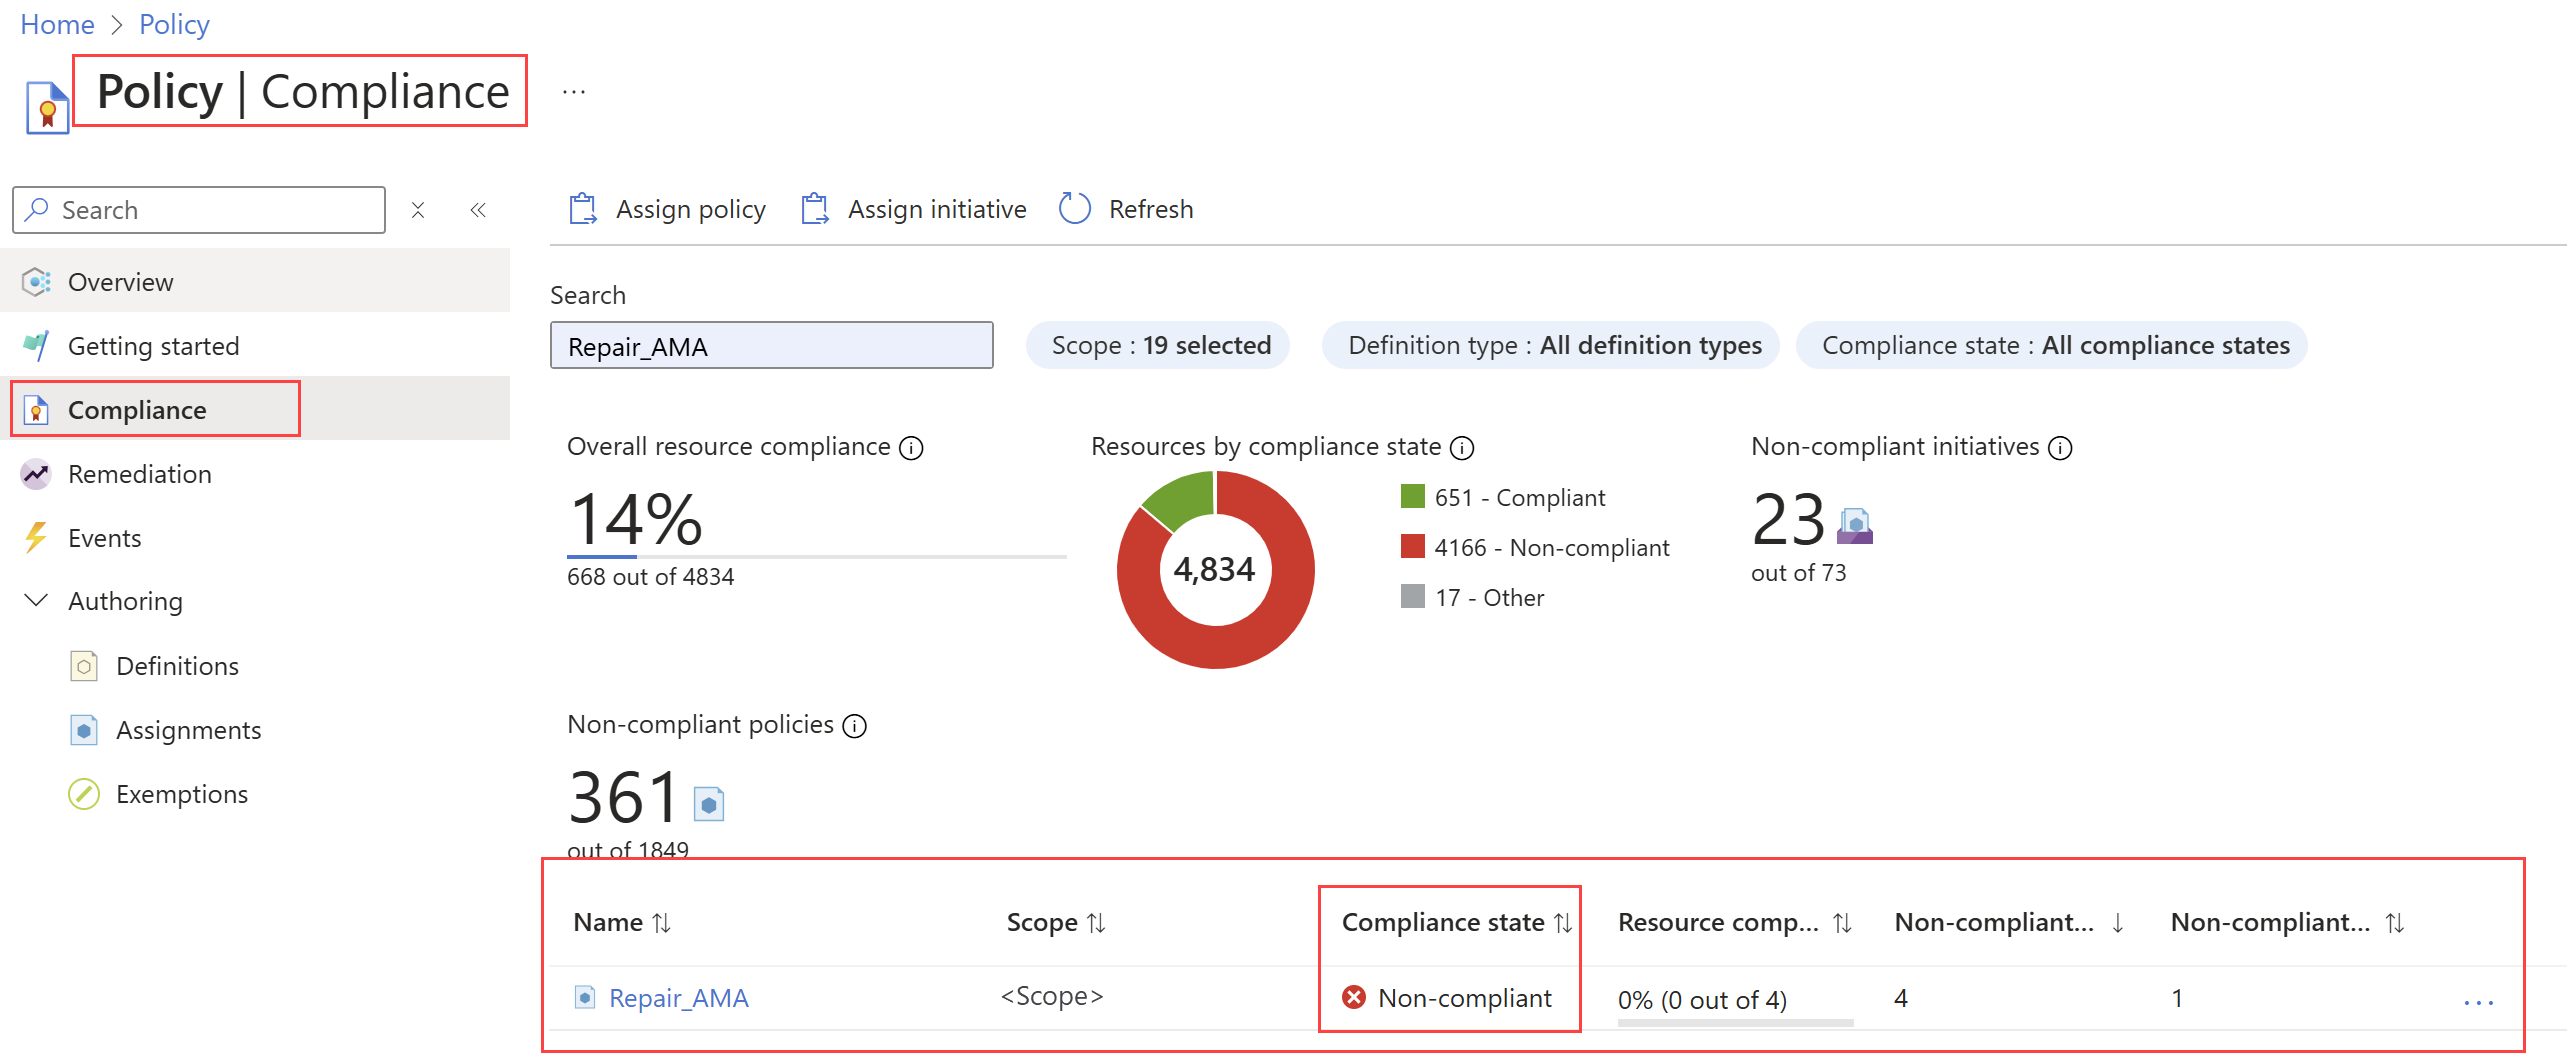 Home > Policy
Policy | Compliance ...
Search
Overview
Getting started
Compliance
Remediation
Events
Authoring
Definitions
Assignments
Exemptions
Assign policy Assign initiative Refresh
Search
Repair_AMA Scope : 19 selected Definition type : All definition types Compliance state : All compliance states
Overall resource compliance
14%
668 out of 4834
Resources by compliance state
4,834
651 - Compliant
4166 - Non-compliant
17 - Other
Non-compliant initiatives
23
out of 73
Non-compliant policies
361
out of 1849
Name Scope Compliance state Resource comp... Non-compliant... Non-compliant...
Repair_AMA <Scope> Non-compliant 0% (0 out of 4) 4 1 ...